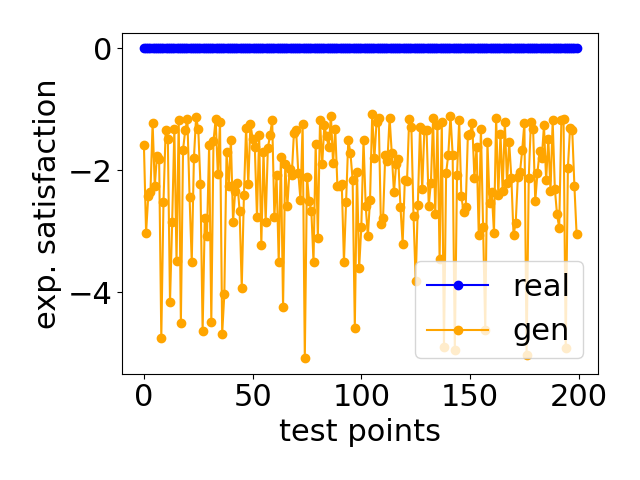 0
−2
−4
exp. satisfaction
real
gen
0 50 100 150 200
test points